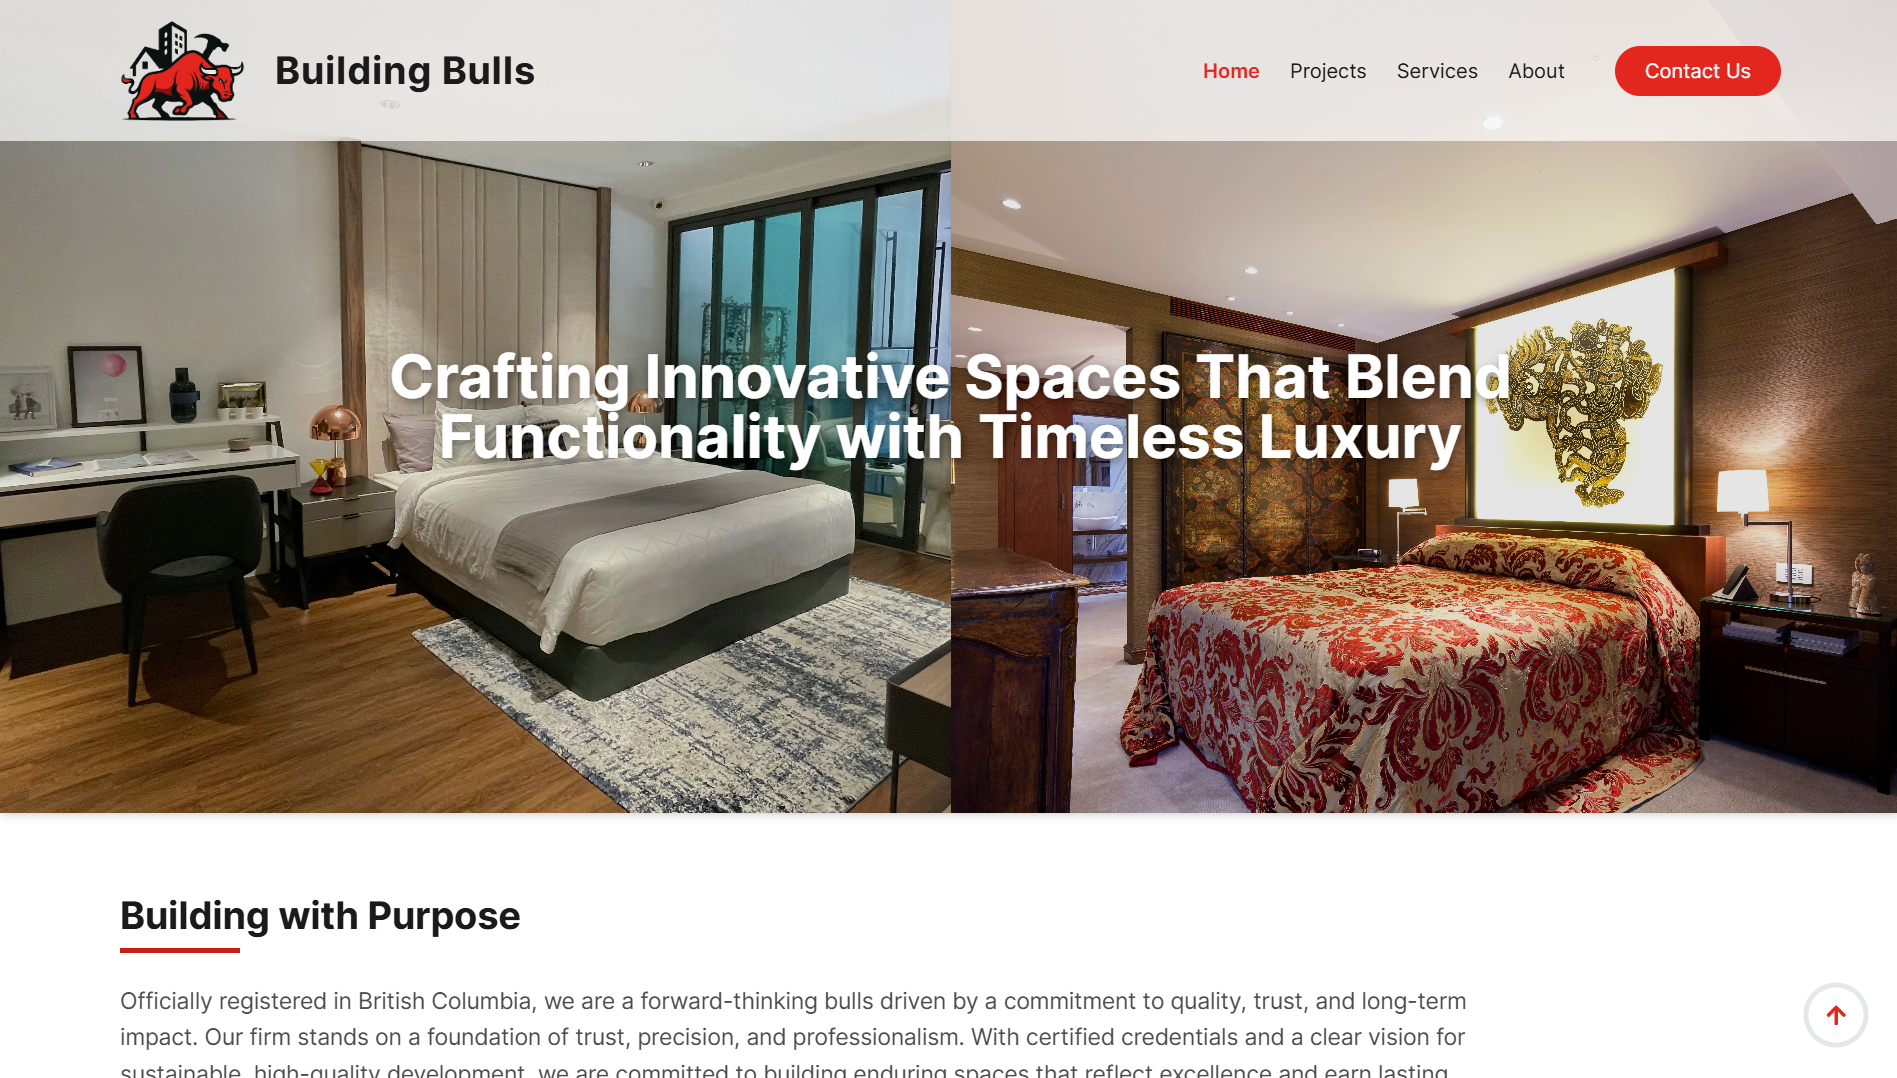 Building Bulls
Home
Projects
Services
About
Contact Us
Crafting Innovative Spaces That Blend
Functionality with Timeless Luxury
Building with Purpose
Officially registered in British Columbia, we are a forward-thinking bulls driven by a commitment to quality, trust, and long-term
impact. Our firm stands on a foundation of trust, precision, and professionalism. With certified credentials and a clear vision for
sustainable, high-quality development, we are committed to building enduring spaces that reflect excellence and earn lasting